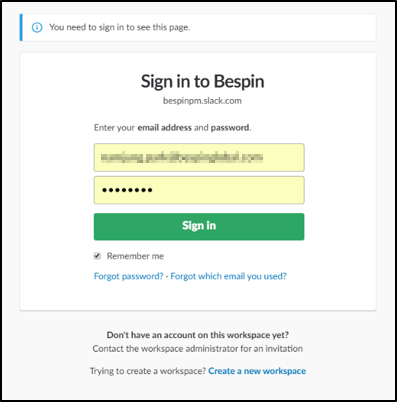 You need to sign in to see this page.
Sign in to Bespin
bespinpm.slack.com
Enter your email address and password.
••••••••
Sign in
Remember me
Forgot password? · Forgot which email you used?
Don't have an account on this workspace yet?
Contact the workspace administrator for an invitation
Trying to create a workspace? Create a new workspace